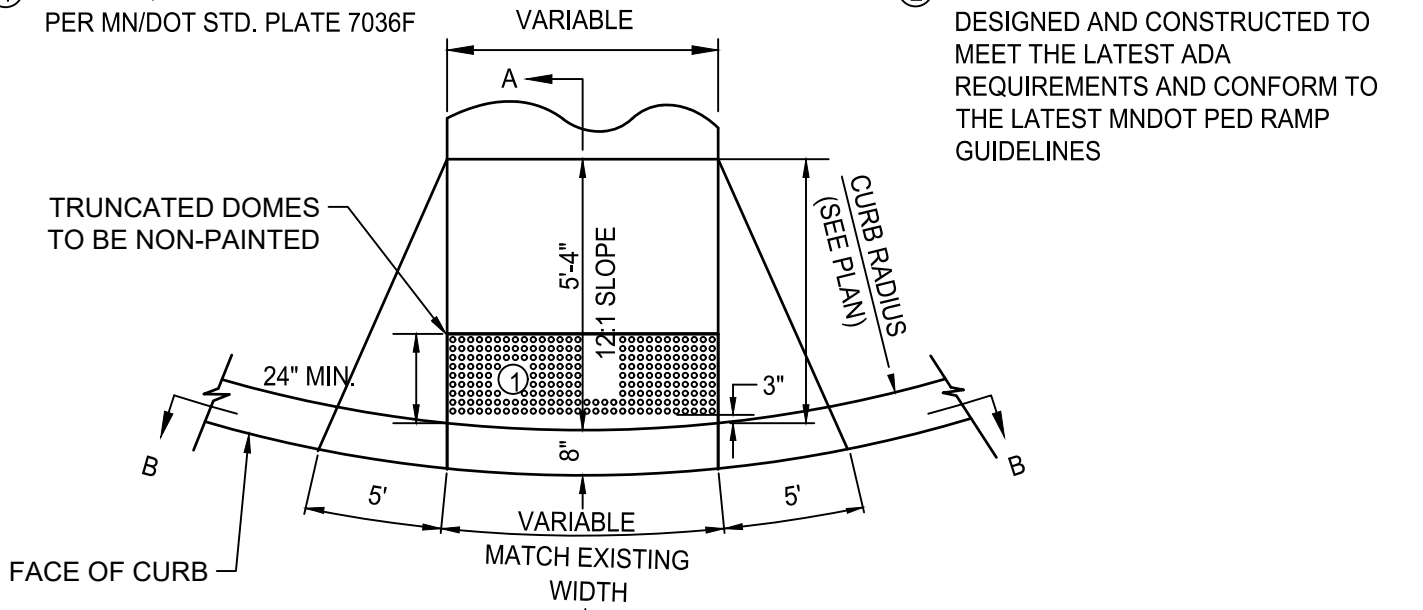 ①
PER MN/DOT STD. PLATE 7036F
VARIABLE
②
DESIGNED AND CONSTRUCTED TO
MEET THE LATEST ADA
REQUIREMENTS AND CONFORM TO
THE LATEST MNDOT PED RAMP
GUIDELINES
A
TRUNCATED DOMES
TO BE NON-PAINTED
5'-4"
12:1 SLOPE
CURB RADIUS
(SEE PLAN)
24" MIN.
①
3"
B
8"
B
5'
VARIABLE
5'
MATCH EXISTING
WIDTH
FACE OF CURB